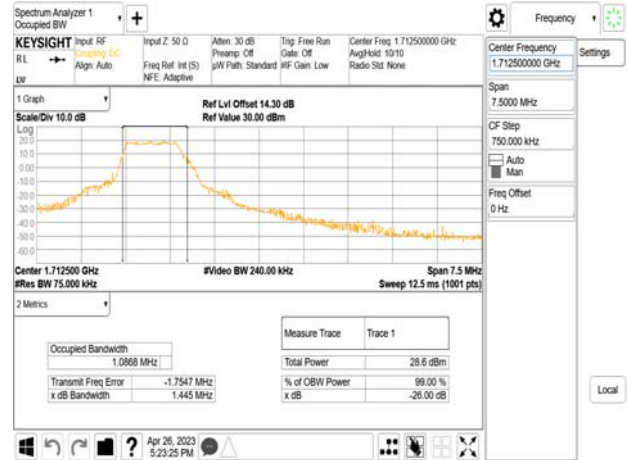 Spectrum Analyzer 1
Occupied BW
Frequency
KEYSIGHT
RL
Input: RF
Coupling: DC
Align: Auto
Input Z: 50 Ω
Freq Ref: Int (S)
NFE: Adaptive
Atten: 30 dB
Preamp: Off
µW Path: Standard
Trig: Free Run
Gate: Off
#IF Gain: Low
Center Freq: 1.712500000 GHz
Avg|Hold: 10/10
Radio Std: None
Center Frequency
1.712500000 GHz
Settings
Span
7.5000 MHz
CF Step
750.000 kHz
Auto
Man
Freq Offset
0 Hz
Local
1 Graph
Scale/Div 10.0 dB
Ref Lvl Offset 14.30 dB
Ref Value 30.00 dBm
Log
20.0
10.0
0.00
-10.0
-20.0
-30.0
-40.0
-50.0
-60.0
Center 1.712500 GHz
#Res BW 75.000 kHz
#Video BW 240.00 kHz
Span 7.5 MHz
Sweep 12.5 ms (1001 pts)
2 Metrics
Occupied Bandwidth
1.0868 MHz
Transmit Freq Error -1.7547 MHz
x dB Bandwidth 1.445 MHz
Measure Trace Trace 1
Total Power 28.6 dBm
% of OBW Power 99.00 %
x dB -26.00 dB
Apr 26, 2023
5:23:25 PM